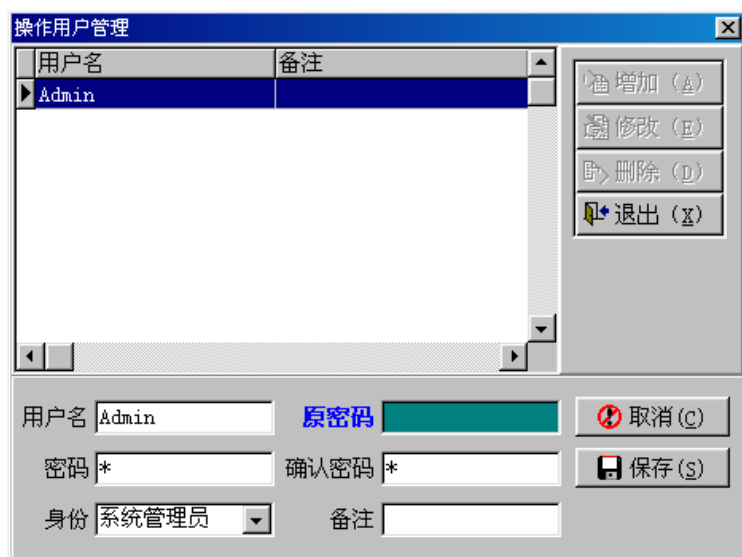 操作用户管理
用户名 备注
Admin
增加 (A)
修改 (E)
删除 (D)
退出 (X)
用户名 Admin 原密码 取消(C)
密码 * 确认密码 * 保存(S)
身份 系统管理员 备注